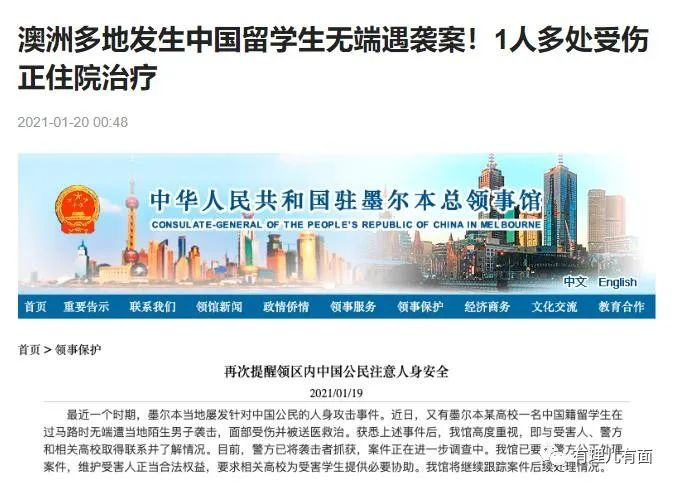 澳洲多地发生中国留学生无端遇袭案！1人多处受伤
正住院治疗
2021-01-20 00:48
中华人民共和国驻墨尔本总领事馆
CONSULATE-GENERAL OF THE PEOPLE'S REPUBLIC OF CHINA IN MELBOURNE
中文 English
首页 重要告示 联系我们 领馆新闻 政情侨情 领事服务 领事保护 经济商务 文化交流 教育合作
首页 > 领事保护
再次提醒领区内中国公民注意人身安全
2021/01/19
最近一个时期，墨尔本当地屡发针对中国公民的人身攻击事件。近日，又有墨尔本某高校一名中国籍留学生在
过马路时无端遭当地陌生男子袭击，面部受伤并被送医救治。获悉上述事件后，我馆高度重视，即与受害人、警方
和相关高校取得联系并了解情况。目前，警方已将袭击者抓获，案件正在进一步调查中。我馆已要求警方公正处理
案件，维护受害人正当合法权益，要求相关高校为受害学生提供必要协助。我馆将继续跟踪案件后续处理情况。
有理儿有面